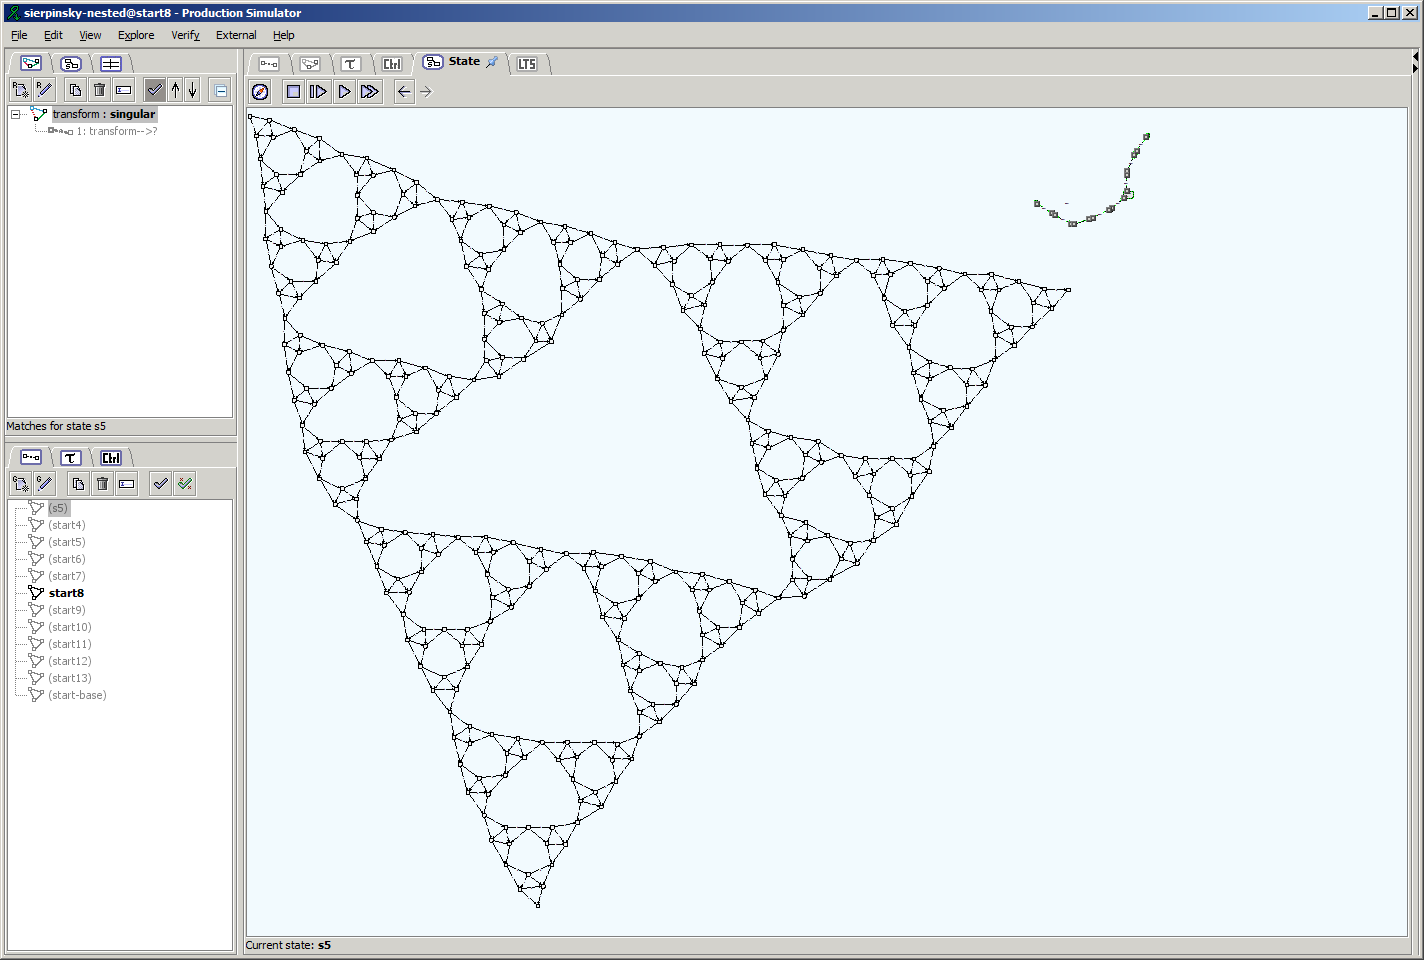 sierpinsky-nested@start8 - Production Simulator
File Edit View Explore Verify External Help
Ctrl State LTS
transform : singular
1: transform-->?
Matches for state s5
Ctrl
(s5)
(start4)
(start5)
(start6)
(start7)
start8
(start9)
(start10)
(start11)
(start12)
(start13)
(start-base)
Current state: s5